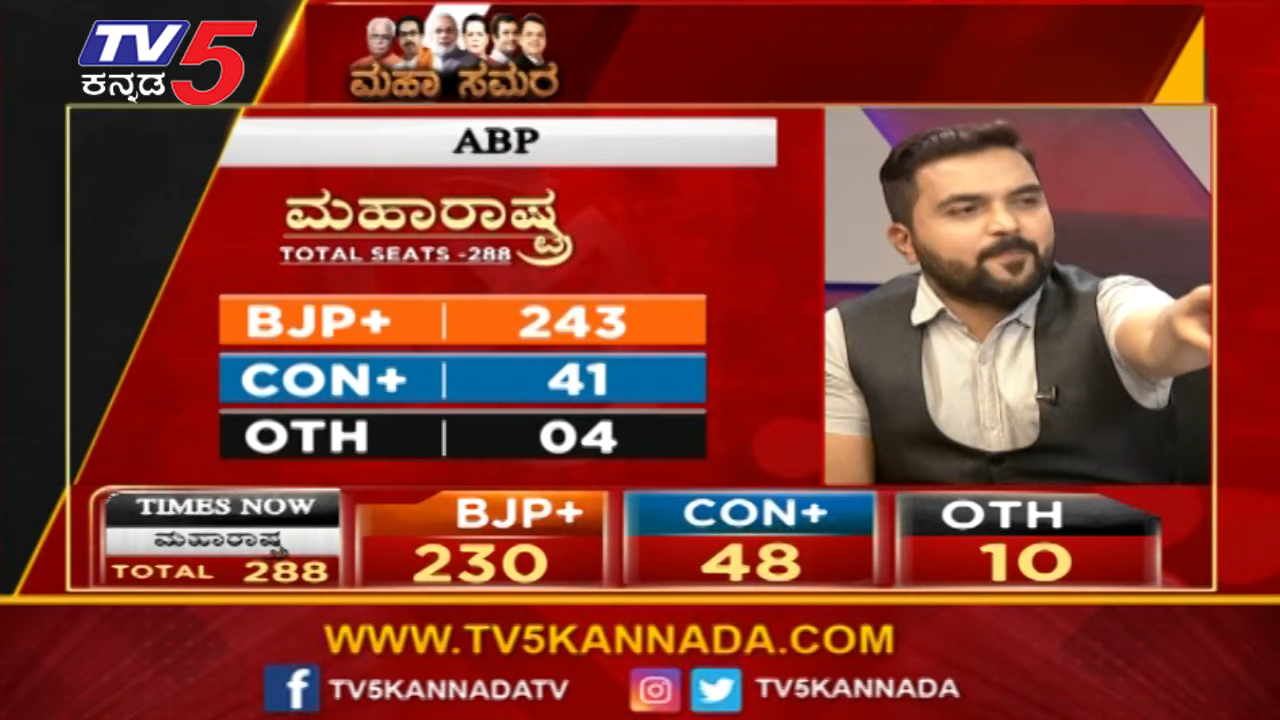 TV5
ಕನ್ನಡ
ಮಹಾ ಸಮರ
ABP
ಮಹಾರಾಷ್ಟ್ರ
TOTAL SEATS -288
BJP+ | 243
CON+ | 41
OTH | 04
TIMES NOW
ಮಹಾರಾಷ್ಟ್ರ
TOTAL 288
BJP+
230
CON+
48
OTH
10
WWW.TV5KANNADA.COM
TV5KANNADATV
TV5KANNADA